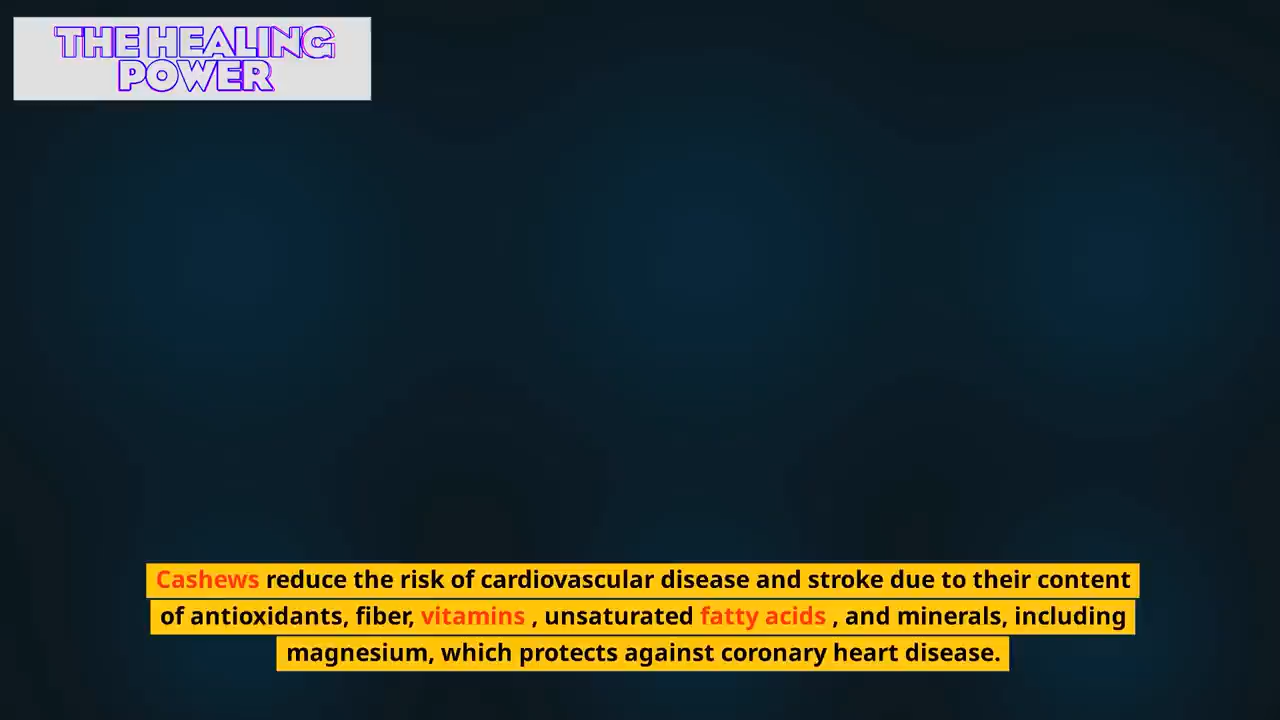 THE HEALING
POWER
Cashews reduce the risk of cardiovascular disease and stroke due to their content
of antioxidants, fiber, vitamins , unsaturated fatty acids , and minerals, including
magnesium, which protects against coronary heart disease.